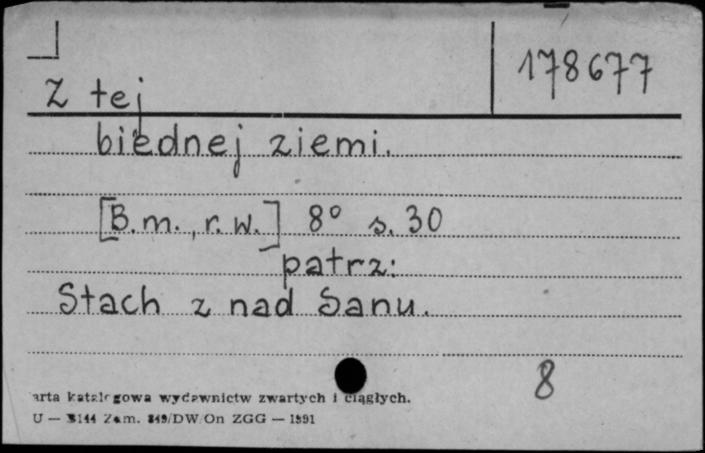 178677
Z tej
biednej ziemi.
[B.m., r. w.] 8° s. 30
patrz:
Stach z nad Sanu.
8
arta katalogowa wydawnictw zwartych i ciągłych.
U — 3144 Zam. 849/DW/On ZGG — 1991